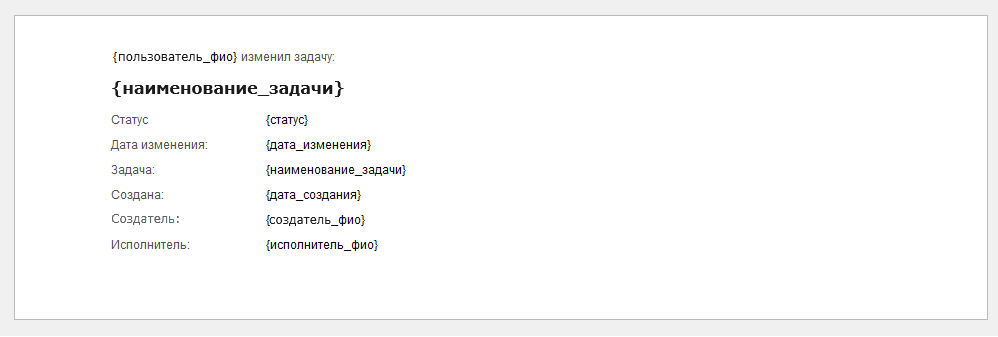 {пользователь_фио} изменил задачу:
{наименование_задачи}
Статус {статус}
Дата изменения: {дата_изменения}
Задача: {наименование_задачи}
Создана: {дата_создания}
Создатель: {создатель_фио}
Исполнитель: {исполнитель_фио}